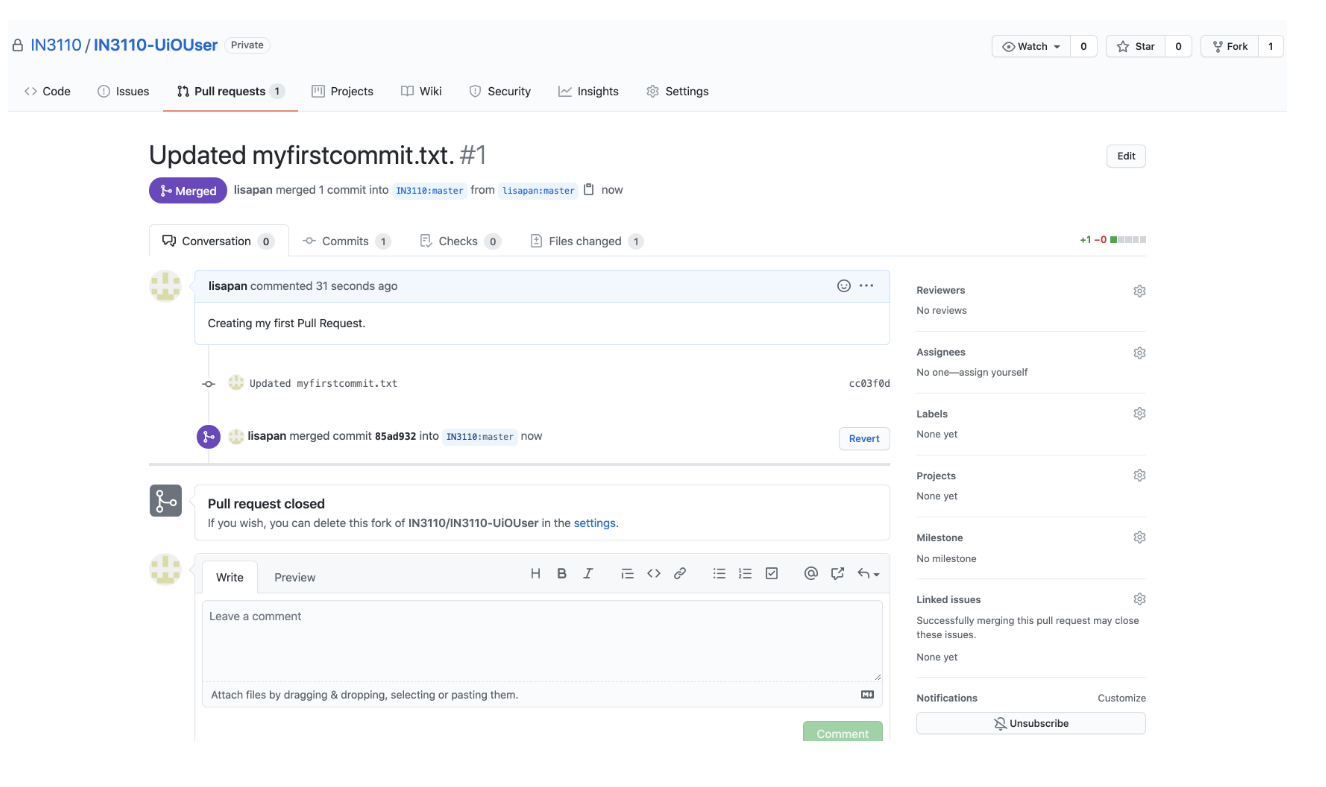 IN3110 / IN3110-UiOUser Private Watch 0 Star 0 Fork 1
Code Issues Pull requests 1 Projects Wiki Security Insights Settings
Updated myfirstcommit.txt. #1 Edit
Merged lisapan merged 1 commit into IN3110:master from lisapan:master now
Conversation 0 Commits 1 Checks 0 Files changed 1 +1 −0
lisapan commented 31 seconds ago
Creating my first Pull Request.
Updated myfirstcommit.txt cc03f0d
lisapan merged commit 85ad932 into IN3110:master now Revert
Pull request closed
If you wish, you can delete this fork of IN3110/IN3110-UiOUser in the settings.
Write Preview H B I
Leave a comment
Attach files by dragging & dropping, selecting or pasting them.
Comment
Reviewers
No reviews
Assignees
No one—assign yourself
Labels
None yet
Projects
None yet
Milestone
No milestone
Linked issues
Successfully merging this pull request may close
these issues.
None yet
Notifications Customize
Unsubscribe